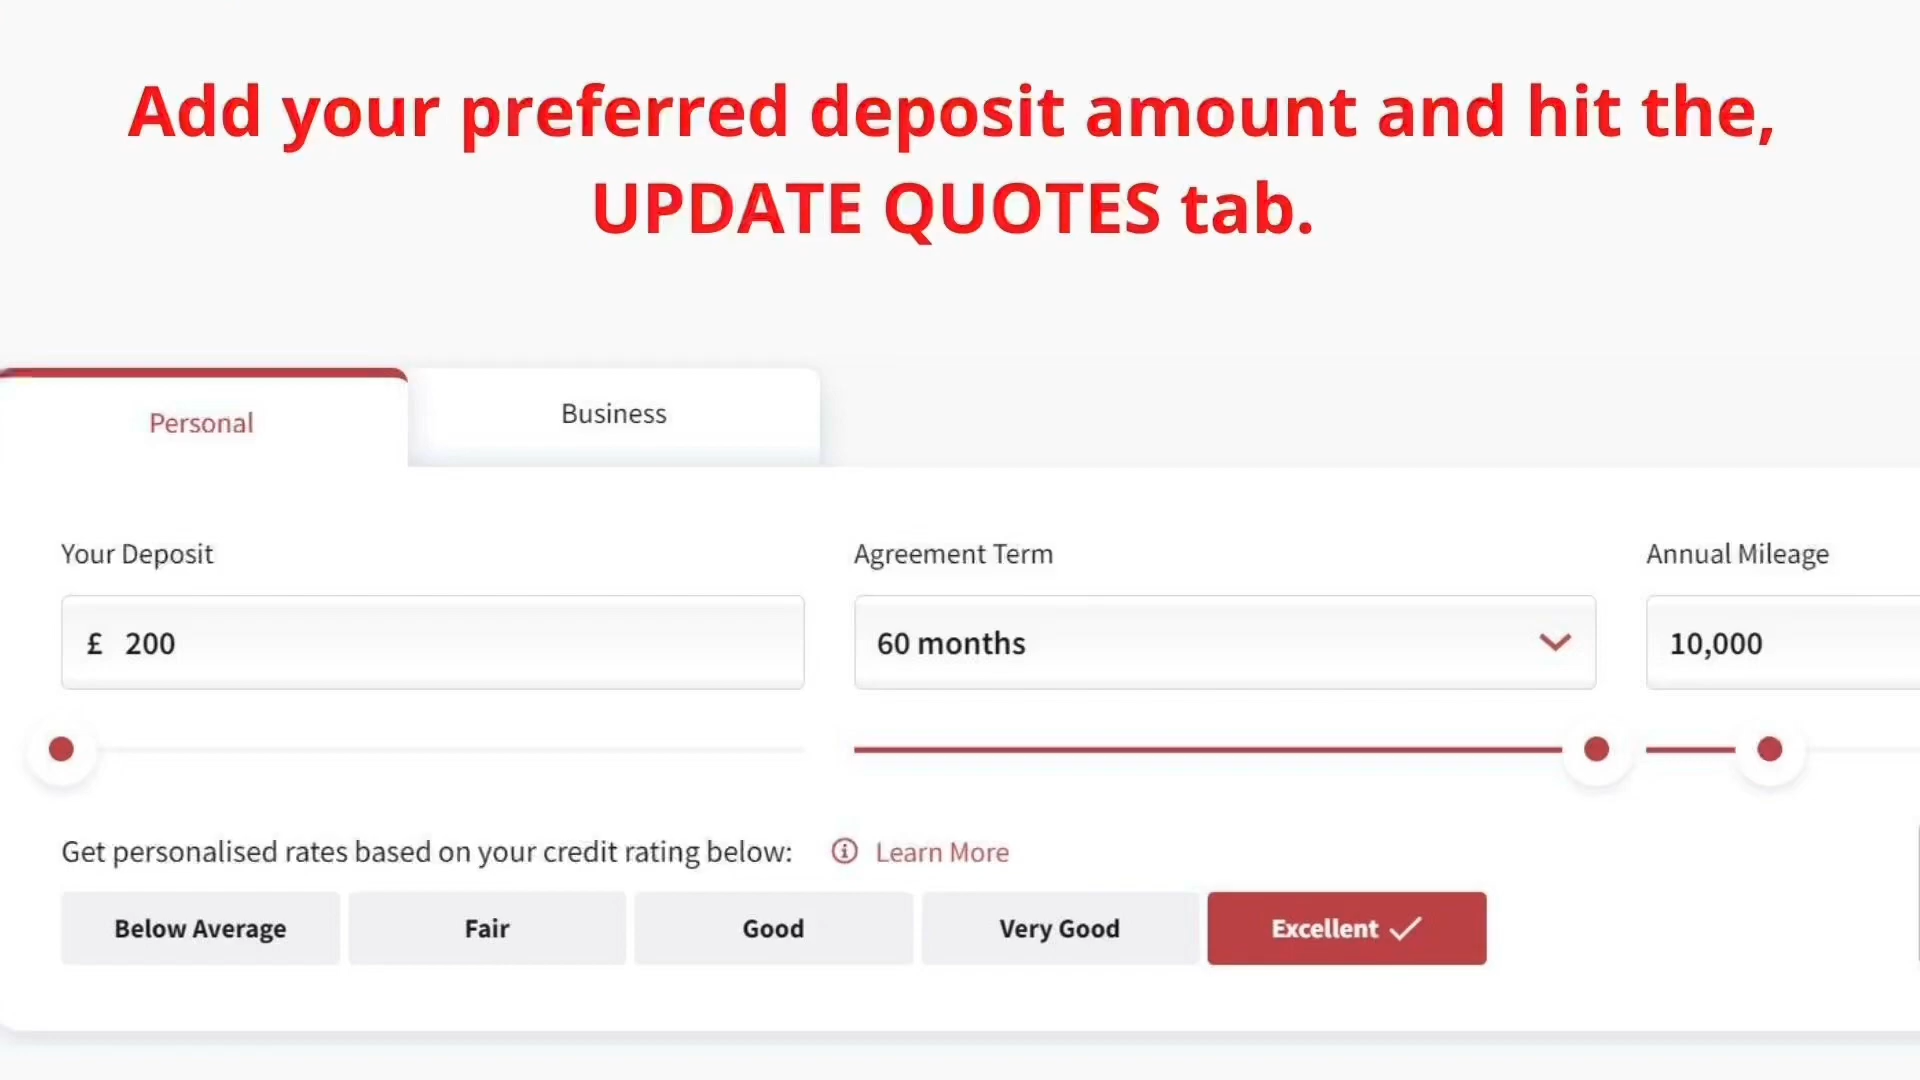 Add your preferred deposit amount and hit the,
UPDATE QUOTES tab.
Personal
Business
Your Deposit
Agreement Term
Annual Mileage
£ 200
60 months
10,000
Get personalised rates based on your credit rating below:
Learn More
Below Average
Fair
Good
Very Good
Excellent